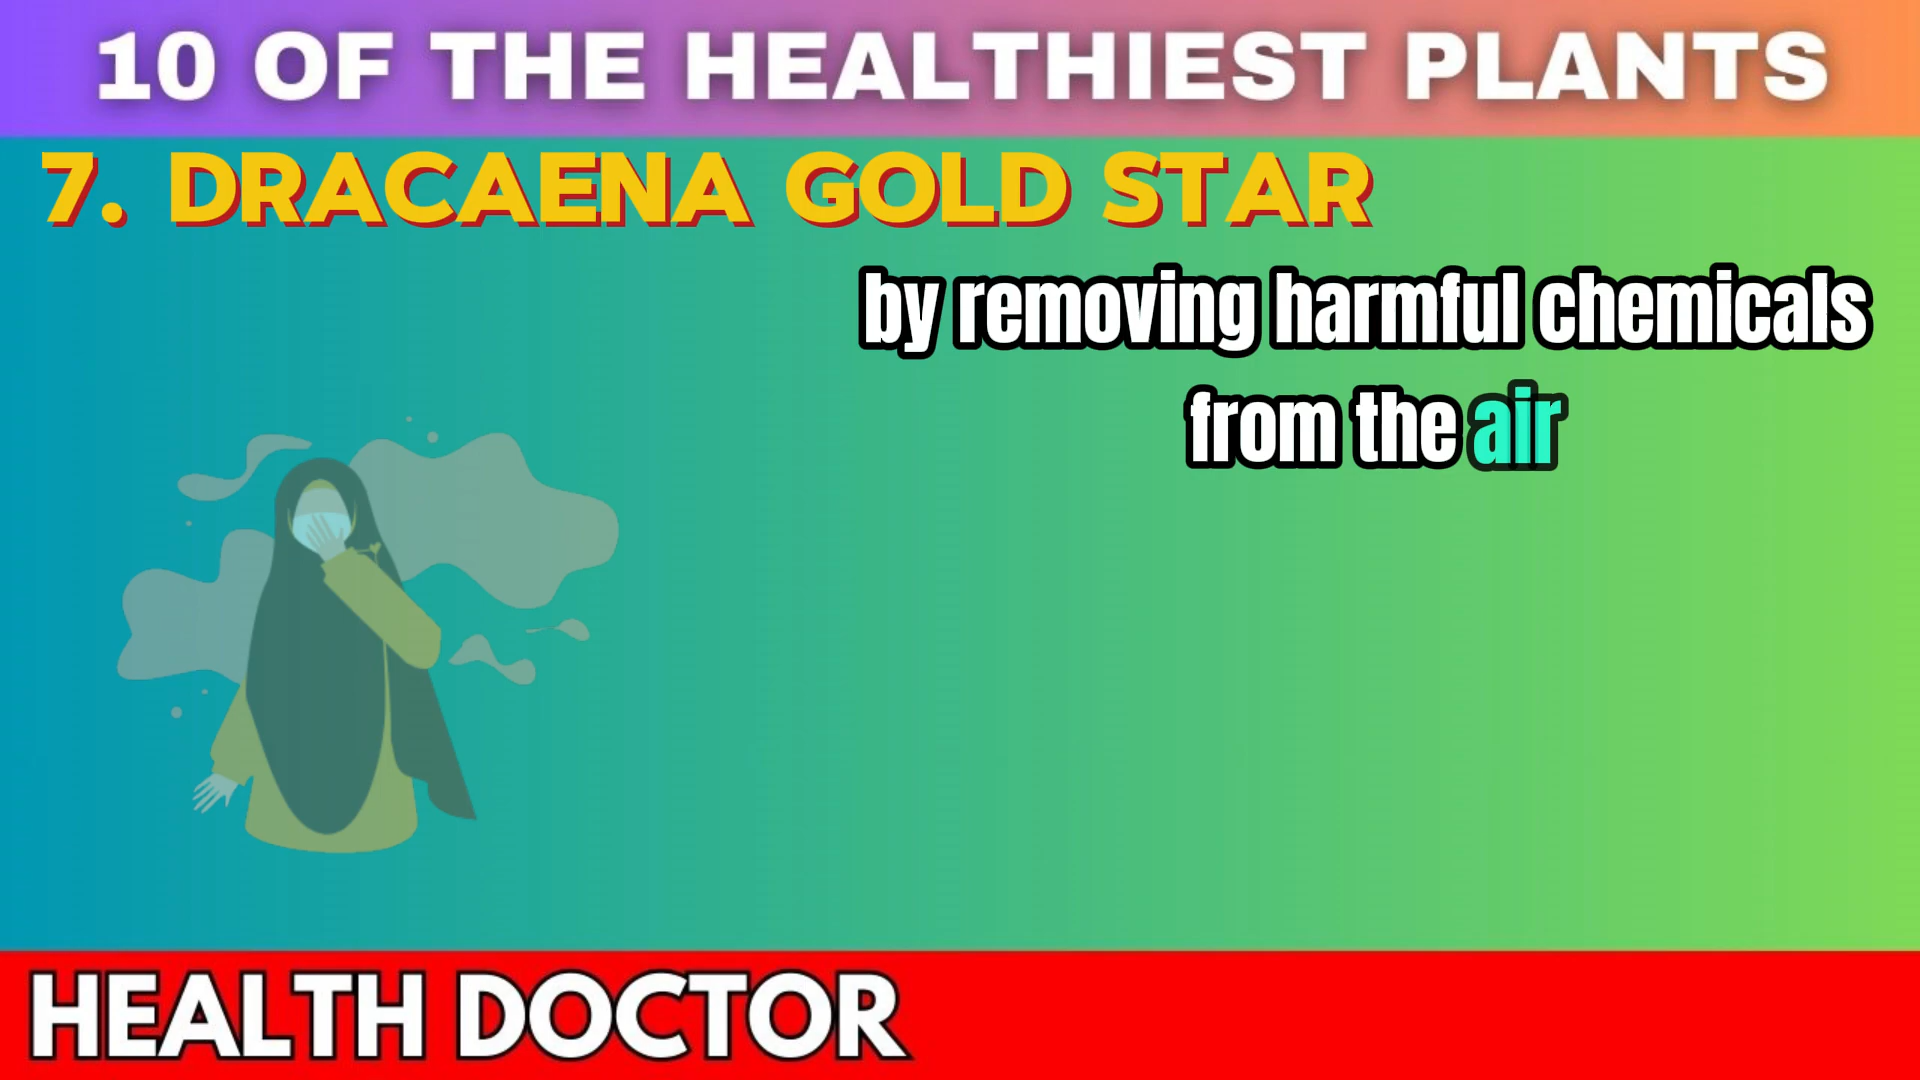 10 OF THE HEALTHIEST PLANTS
7. DRACAENA GOLD STAR
by removing harmful chemicals
from the air
HEALTH DOCTOR